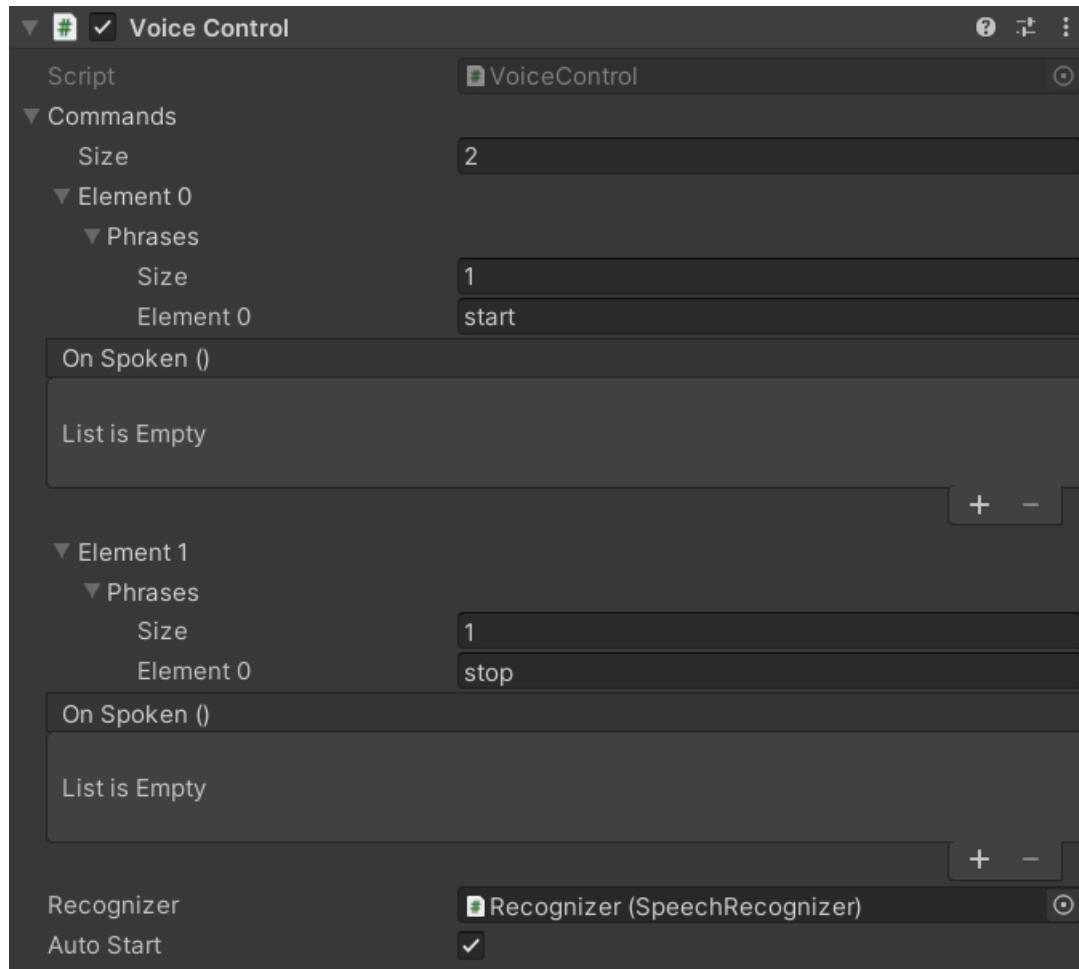 Voice Control
Script VoiceControl
Commands
Size 2
Element 0
Phrases
Size 1
Element 0 start
On Spoken ()
List is Empty
Element 1
Phrases
Size 1
Element 0 stop
On Spoken ()
List is Empty
Recognizer Recognizer (SpeechRecognizer)
Auto Start